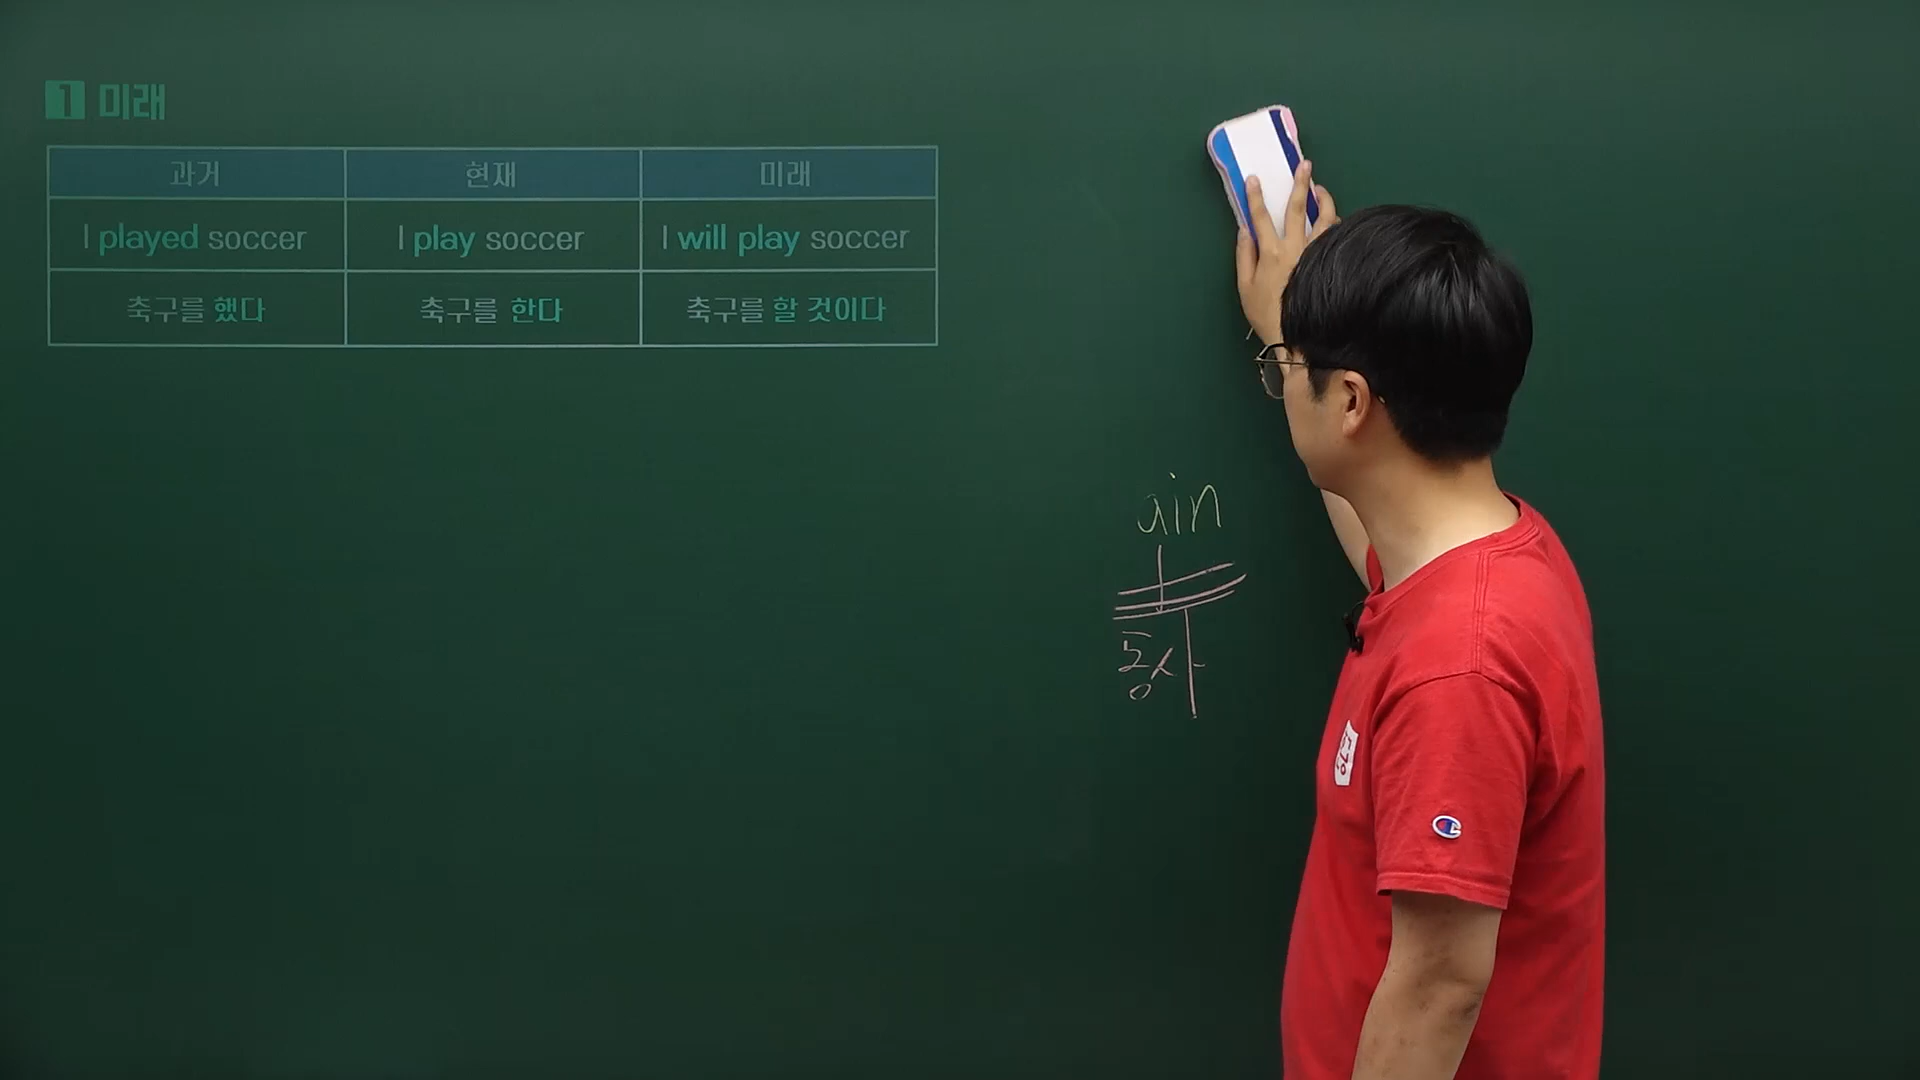 1 미래
과거 현재 미래
I played soccer I play soccer I will play soccer
축구를 했다 축구를 한다 축구를 할 것이다
ain
동사